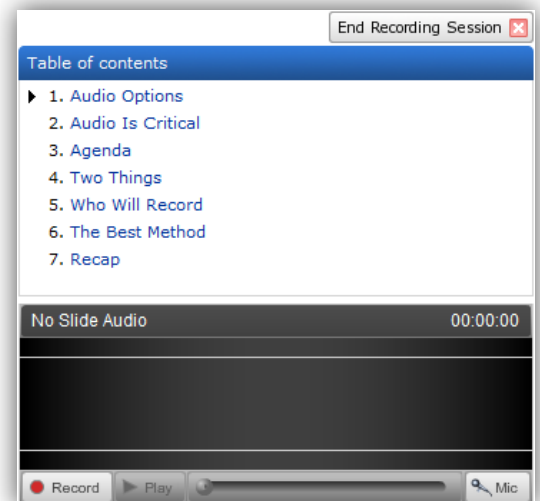 End Recording Session
Table of contents
1. Audio Options
2. Audio Is Critical
3. Agenda
4. Two Things
5. Who Will Record
6. The Best Method
7. Recap
No Slide Audio 00:00:00
Record Play Mic